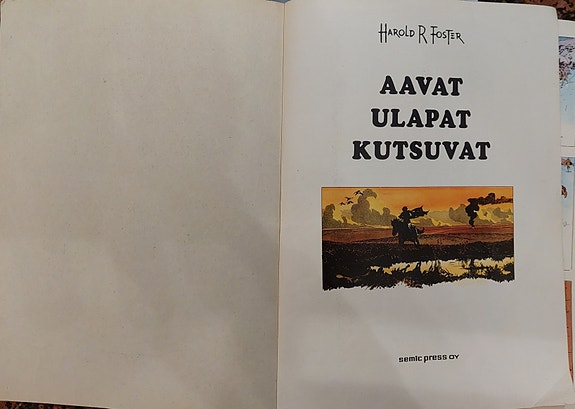 HAROLD R FOSTER
AAVAT
ULAPAT
KUTSUVAT
semic press oy